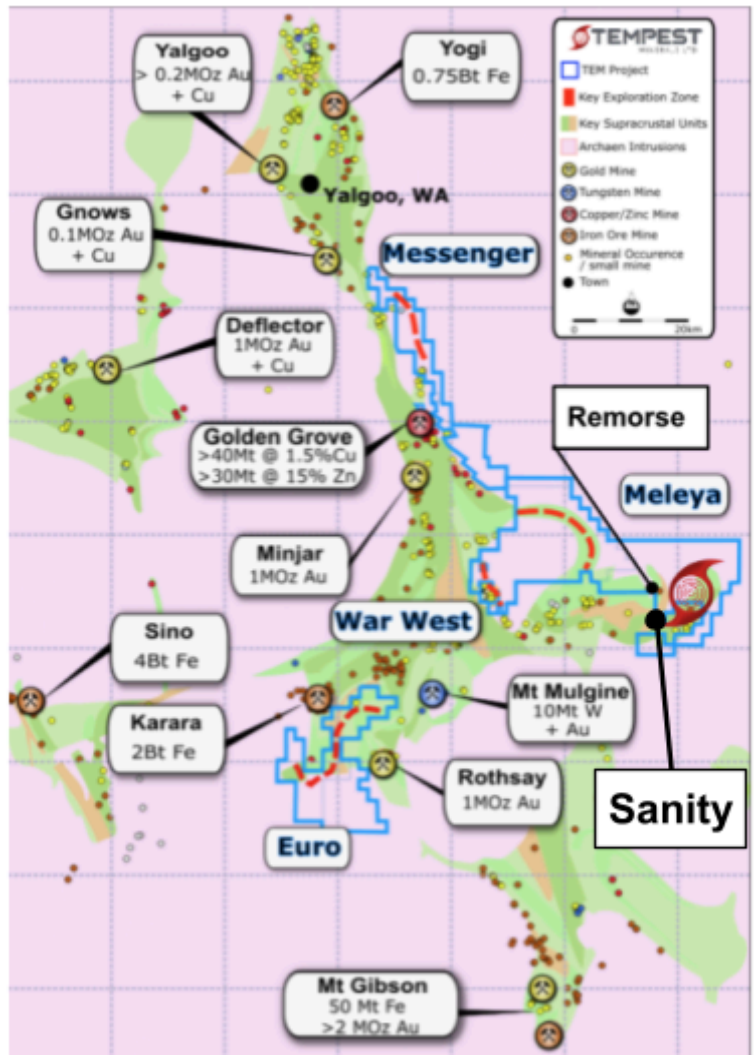 Yalgoo
> 0.2MOz Au
+ Cu
Yogi
0.75Bt Fe
TEMPEST
MINERALS LTD
TEM Project
Key Exploration Zone
Key Supracrustal Units
Archaen Intrusions
Gold Mine
Tungsten Mine
Copper/Zinc Mine
Iron Ore Mine
Mineral Occurence
/ small mine
Town
0 20km
Yalgoo, WA
Gnows
0.1MOz Au
+ Cu
Messenger
Deflector
1MOz Au
+ Cu
Remorse
Golden Grove
>40Mt @ 1.5%Cu
>30Mt @ 15% Zn
Meleya
Minjar
1MOz Au
War West
Sino
4Bt Fe
Karara
2Bt Fe
Mt Mulgine
10Mt W
+ Au
Rothsay
1MOz Au
Sanity
Euro
Mt Gibson
50 Mt Fe
>2 MOz Au